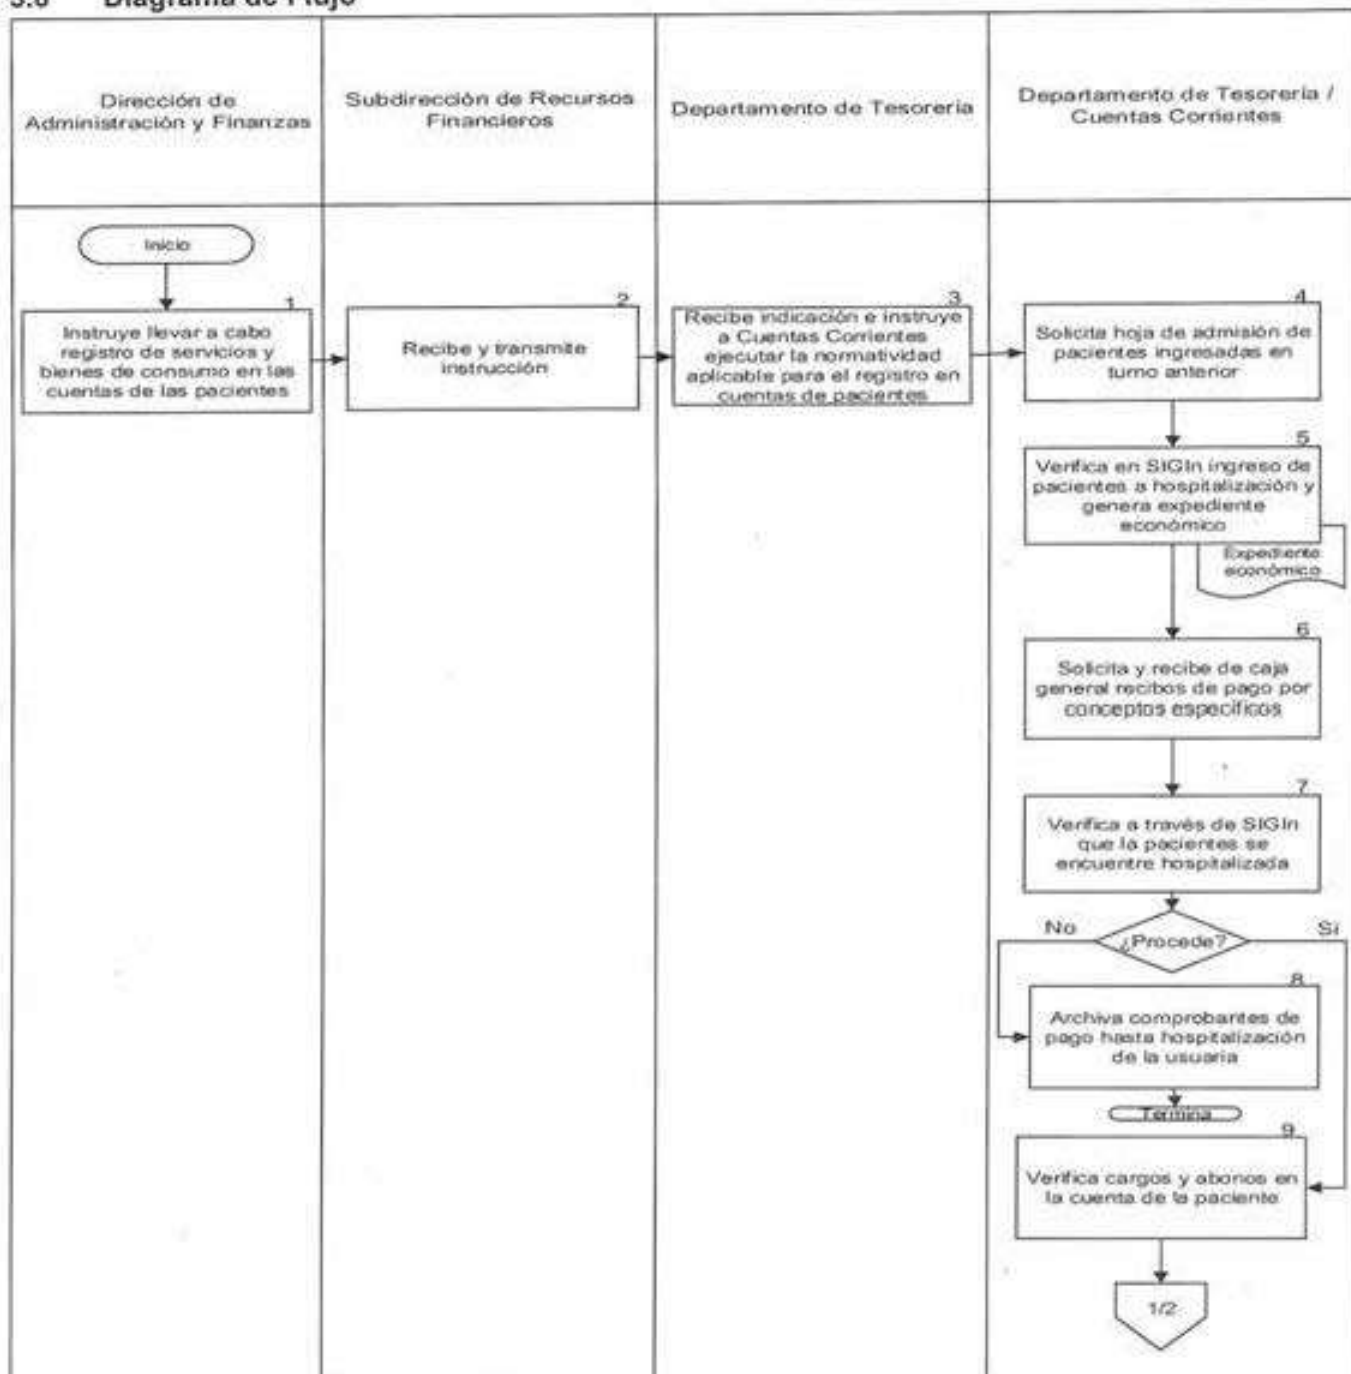 Diagrama de Flujo
Dirección de
Administración y Finanzas
Subdirección de Recursos
Financieros
Departamento de Tesorería
Departamento de Tesorería /
Cuentas Corrientes
Inicio
1
Instruye llevar a cabo
registro de servicios y
bienes de consumo en las
cuentas de las pacientes
2
Recibe y transmite
instrucción
3
Recibe indicación e instruye
a Cuentas Corrientes
ejecutar la normatividad
aplicable para el registro en
cuentas de pacientes
4
Solicita hoja de admisión de
pacientes ingresadas en
turno anterior
5
Verifica en SIGIn ingreso de
pacientes a hospitalización y
genera expediente
económico
Expediente
económico
6
Solicita y recibe de caja
general recibos de pago por
conceptos específicos
7
Verifica a través de SIGIn
que la pacientes se
encuentre hospitalizada
No
¿Procede?
Sí
8
Archiva comprobantes de
pago hasta hospitalización
de la usuaria
Termina
9
Verifica cargos y abonos en
la cuenta de la paciente
1/2